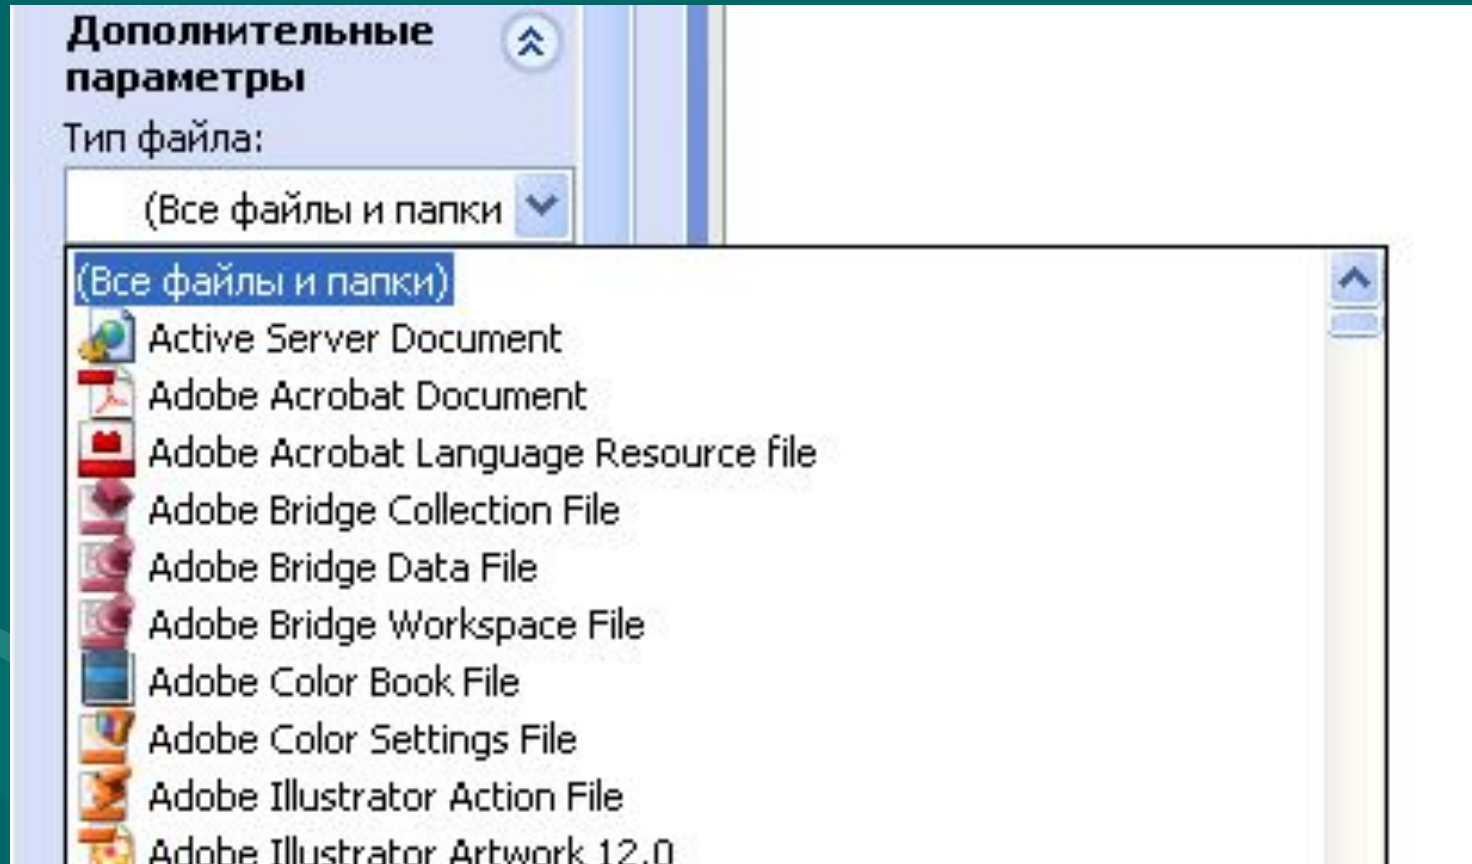 Дополнительные
параметры
Тип файла:
(Все файлы и папки
(Все файлы и папки)
Active Server Document
Adobe Acrobat Document
Adobe Acrobat Language Resource file
Adobe Bridge Collection File
Adobe Bridge Data File
Adobe Bridge Workspace File
Adobe Color Book File
Adobe Color Settings File
Adobe Illustrator Action File
Adobe Illustrator Artwork 12.0